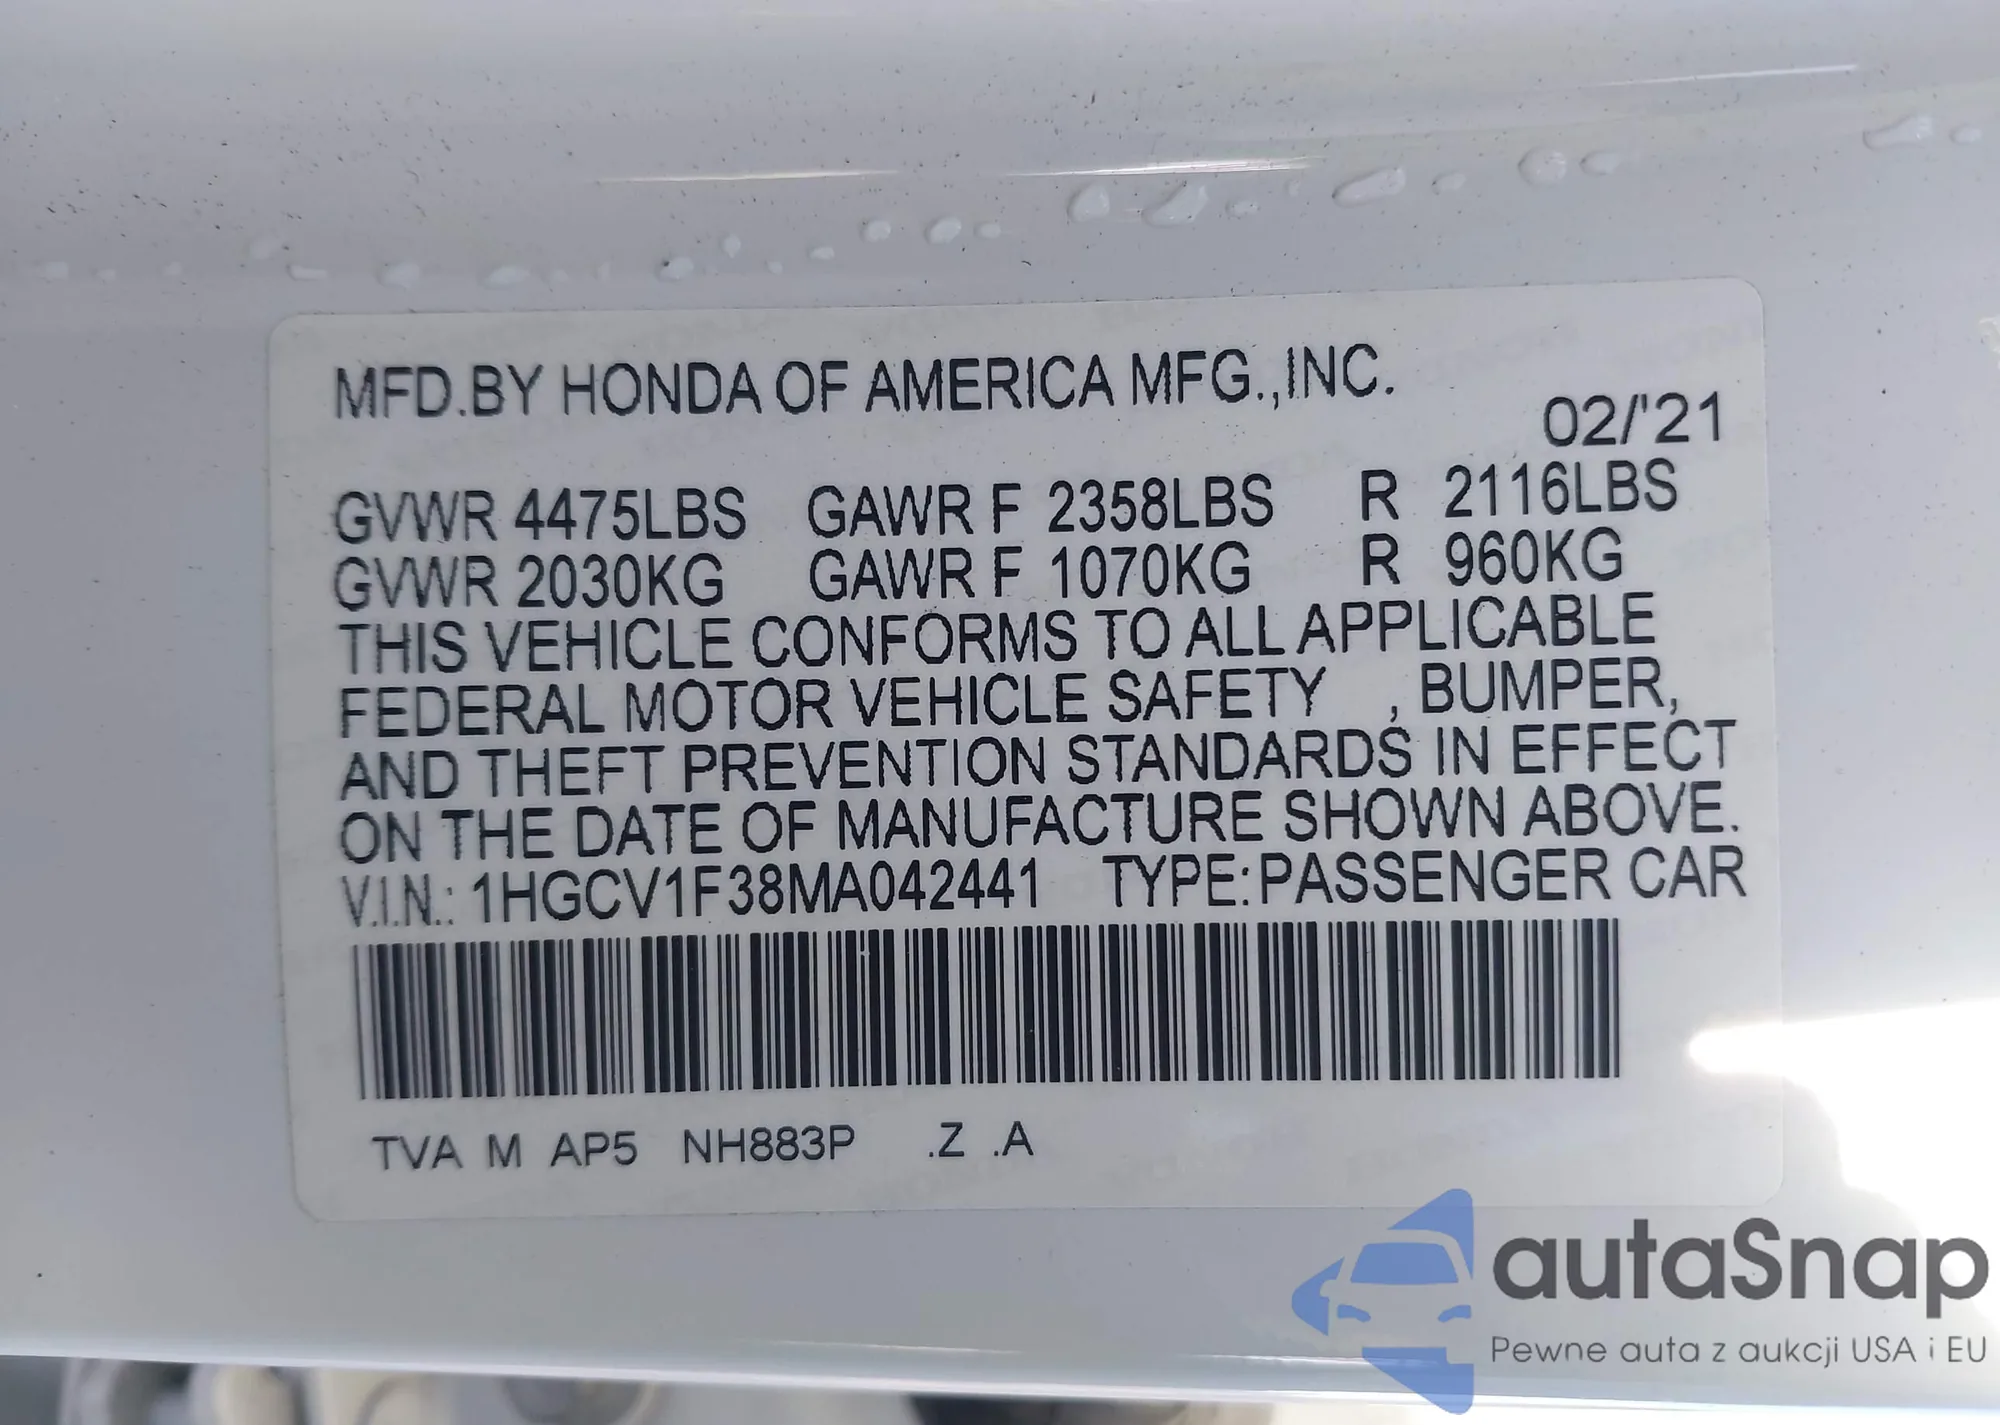 MFD.BY HONDA OF AMERICA MFG.,INC.
02/'21
GVWR 4475LBS GAWR F 2358LBS R 2116LBS
GVWR 2030KG GAWR F 1070KG R 960KG
THIS VEHICLE CONFORMS TO ALL APPLICABLE
FEDERAL MOTOR VEHICLE SAFETY , BUMPER,
AND THEFT PREVENTION STANDARDS IN EFFECT
ON THE DATE OF MANUFACTURE SHOWN ABOVE.
V.I.N.: 1HGCV1F38MA042441 TYPE:PASSENGER CAR
TVA M AP5 NH883P .Z .A
autaSnap
Pewne auta z aukcji USA i EU